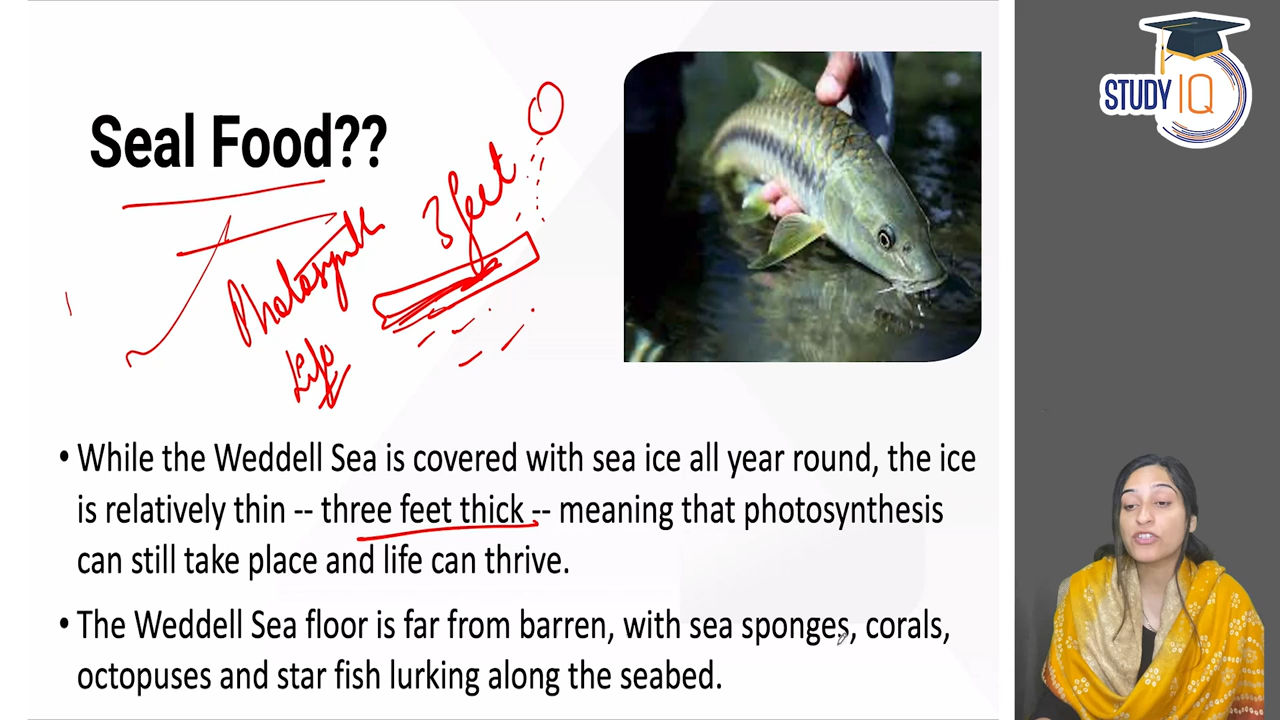 Seal Food??
3 feet
Photosynth
Life
• While the Weddell Sea is covered with sea ice all year round, the ice
is relatively thin -- three feet thick -- meaning that photosynthesis
can still take place and life can thrive.
• The Weddell Sea floor is far from barren, with sea sponges, corals,
octopuses and star fish lurking along the seabed.
STUDY IQ